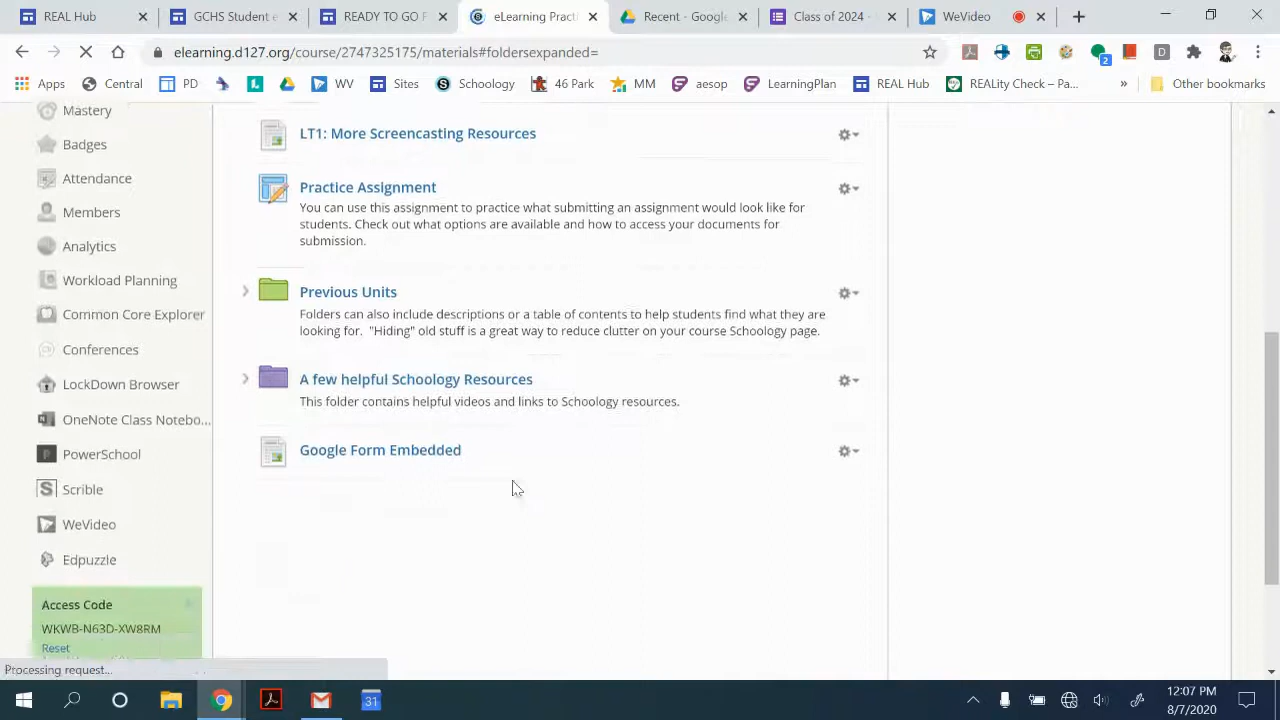 REAL Hub
GCHS Student e
READY TO GO F
eLearning Practi
Recent - Google
Class of 2024 -
WeVideo
elearning.d127.org/course/2747325175/materials#foldersexpanded=
2
D
Apps
Central
PD
WV
Sites
Schoology
46 Park
MM
aesop
LearningPlan
REAL Hub
REALity Check – Pa...
»
Other bookmarks
Mastery
Badges
Attendance
Members
Analytics
Workload Planning
Common Core Explorer
Conferences
LockDown Browser
OneNote Class Notebo...
PowerSchool
Scrible
WeVideo
Edpuzzle
Access Code
WKWB-N63D-XW8RM
Reset
LT1: More Screencasting Resources
Practice Assignment
You can use this assignment to practice what submitting an assignment would look like for
students. Check out what options are available and how to access your documents for
submission.
Previous Units
Folders can also include descriptions or a table of contents to help students find what they are
looking for. "Hiding" old stuff is a great way to reduce clutter on your course Schoology page.
A few helpful Schoology Resources
This folder contains helpful videos and links to Schoology resources.
Google Form Embedded
Processing request...
31
12:07 PM
8/7/2020